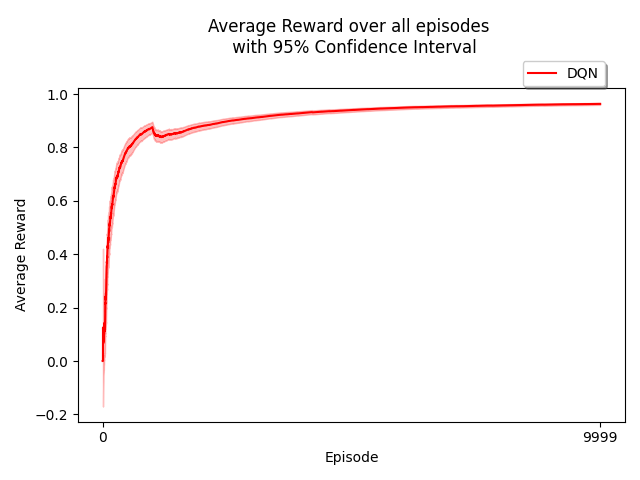 Average Reward over all episodes
with 95% Confidence Interval
DQN
1.0
0.8
0.6
0.4
0.2
0.0
−0.2
Average Reward
0
9999
Episode